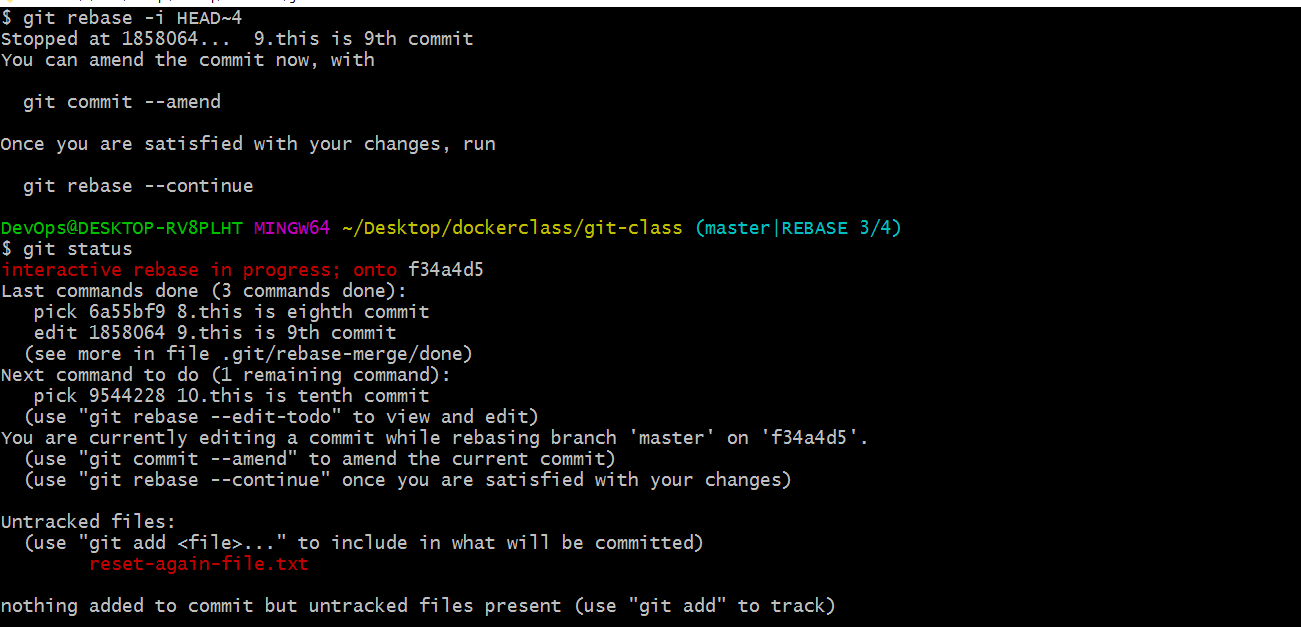 $ git rebase -i HEAD~4
Stopped at 1858064...  9.this is 9th commit
You can amend the commit now, with

  git commit --amend

Once you are satisfied with your changes, run

  git rebase --continue

DevOps@DESKTOP-RV8PLHT MINGW64 ~/Desktop/dockerclass/git-class (master|REBASE 3/4)
$ git status
interactive rebase in progress; onto f34a4d5
Last commands done (3 commands done):
   pick 6a55bf9 8.this is eighth commit
   edit 1858064 9.this is 9th commit
  (see more in file .git/rebase-merge/done)
Next command to do (1 remaining command):
   pick 9544228 10.this is tenth commit
  (use "git rebase --edit-todo" to view and edit)
You are currently editing a commit while rebasing branch 'master' on 'f34a4d5'.
  (use "git commit --amend" to amend the current commit)
  (use "git rebase --continue" once you are satisfied with your changes)

Untracked files:
  (use "git add <file>..." to include in what will be committed)
        reset-again-file.txt

nothing added to commit but untracked files present (use "git add" to track)